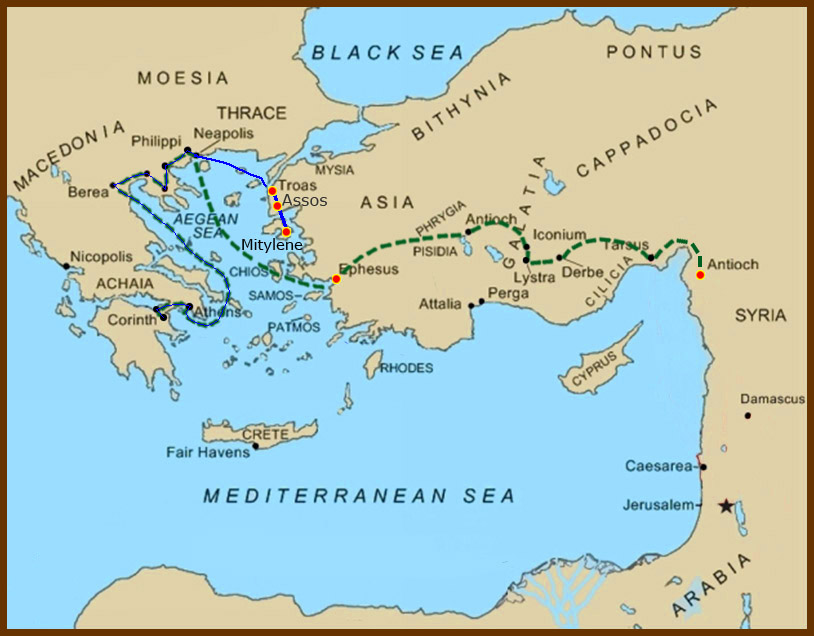 BLACK SEA
PONTUS
MOESIA
THRACE
BITHYNIA
Neapolis
Philippi
MACEDONIA
CAPPADOCIA
MYSIA
Troas
Berea
ASIA
Assos
GALATIA
PHRYGIA
Antioch
AEGEAN
SEA
Mitylene
Iconium
PISIDIA
Tarsus
Nicopolis
CHIOS
Ephesus
Antioch
Lystra
Derbe
CILICIA
ACHAIA
SAMOS
Perga
Attalia
Athens
Corinth
PATMOS
SYRIA
RHODES
CYPRUS
Damascus
CRETE
Fair Havens
Caesarea
MEDITERRANEAN SEA
Jerusalem
ARABIA